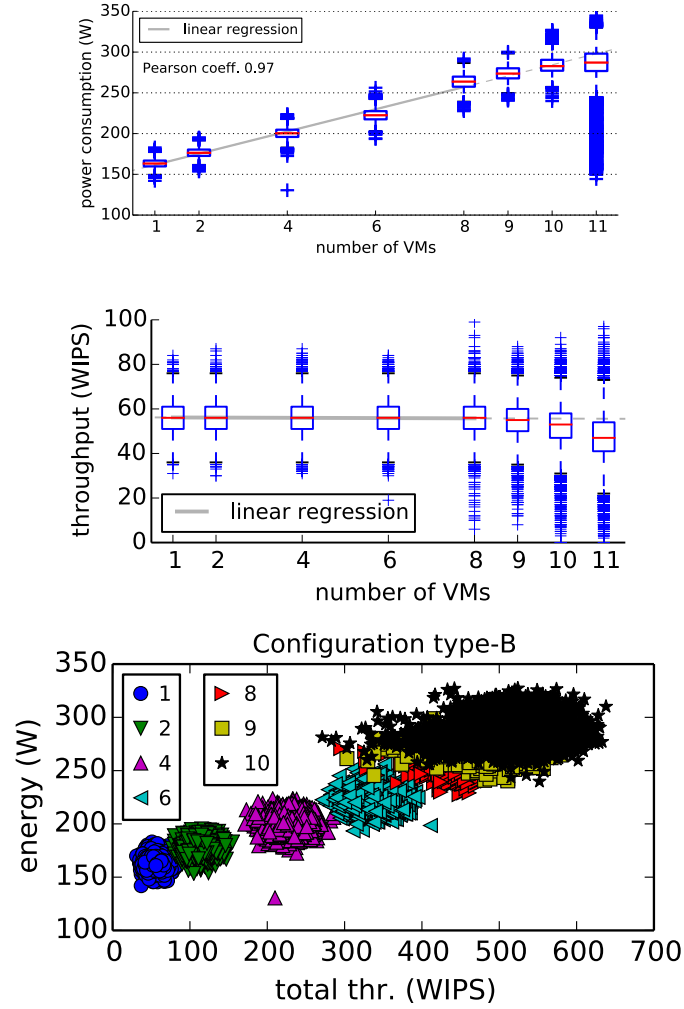 350
300
250
200
150
100
power consumption (W)
linear regression
Pearson coeff. 0.97
1 2 4 6 8 9 10 11
number of VMs
100
80
60
40
20
0
throughput (WIPS)
linear regression
1 2 4 6 8 9 10 11
number of VMs
Configuration type-B
350
300
250
200
150
100
energy (W)
1
2
4
6
8
9
10
0 100 200 300 400 500 600 700
total thr. (WIPS)